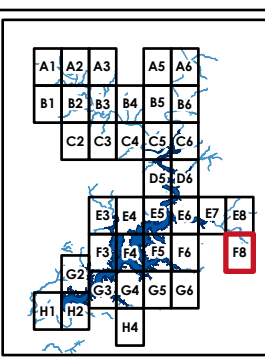 A1 A2 A3 A5 A6
B1 B2 B3 B4 B5 B6
C2 C3 C4 C5 C6
D5 D6
E3 E4 E5 E6 E7 E8
F3 F4 F5 F6 F8
G2 G3 G4 G5 G6
H1 H2 H4